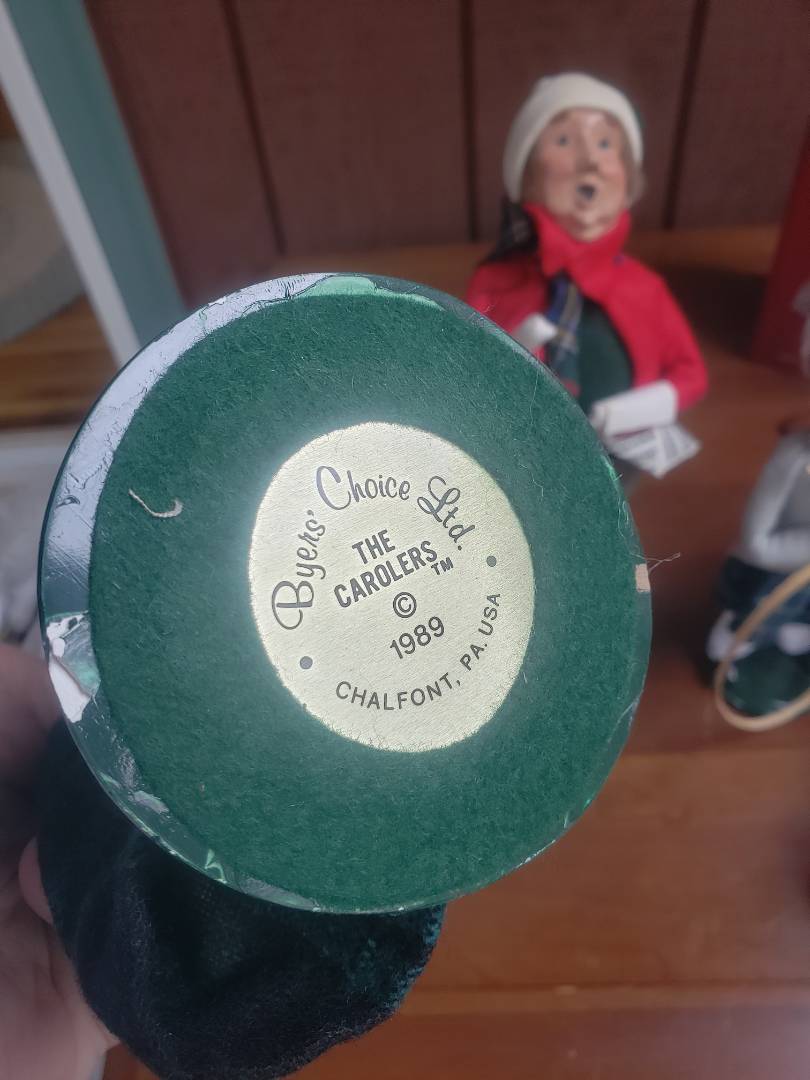 Byers' Choice Ltd.
THE
CAROLERS™
©
1989
CHALFONT, PA. USA